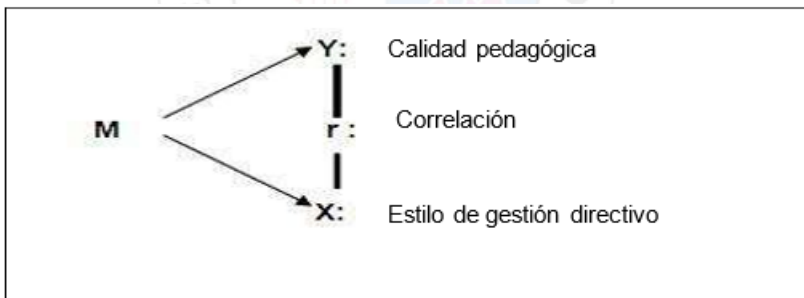 Y: Calidad pedagógica
M r : Correlación
X: Estilo de gestión directivo